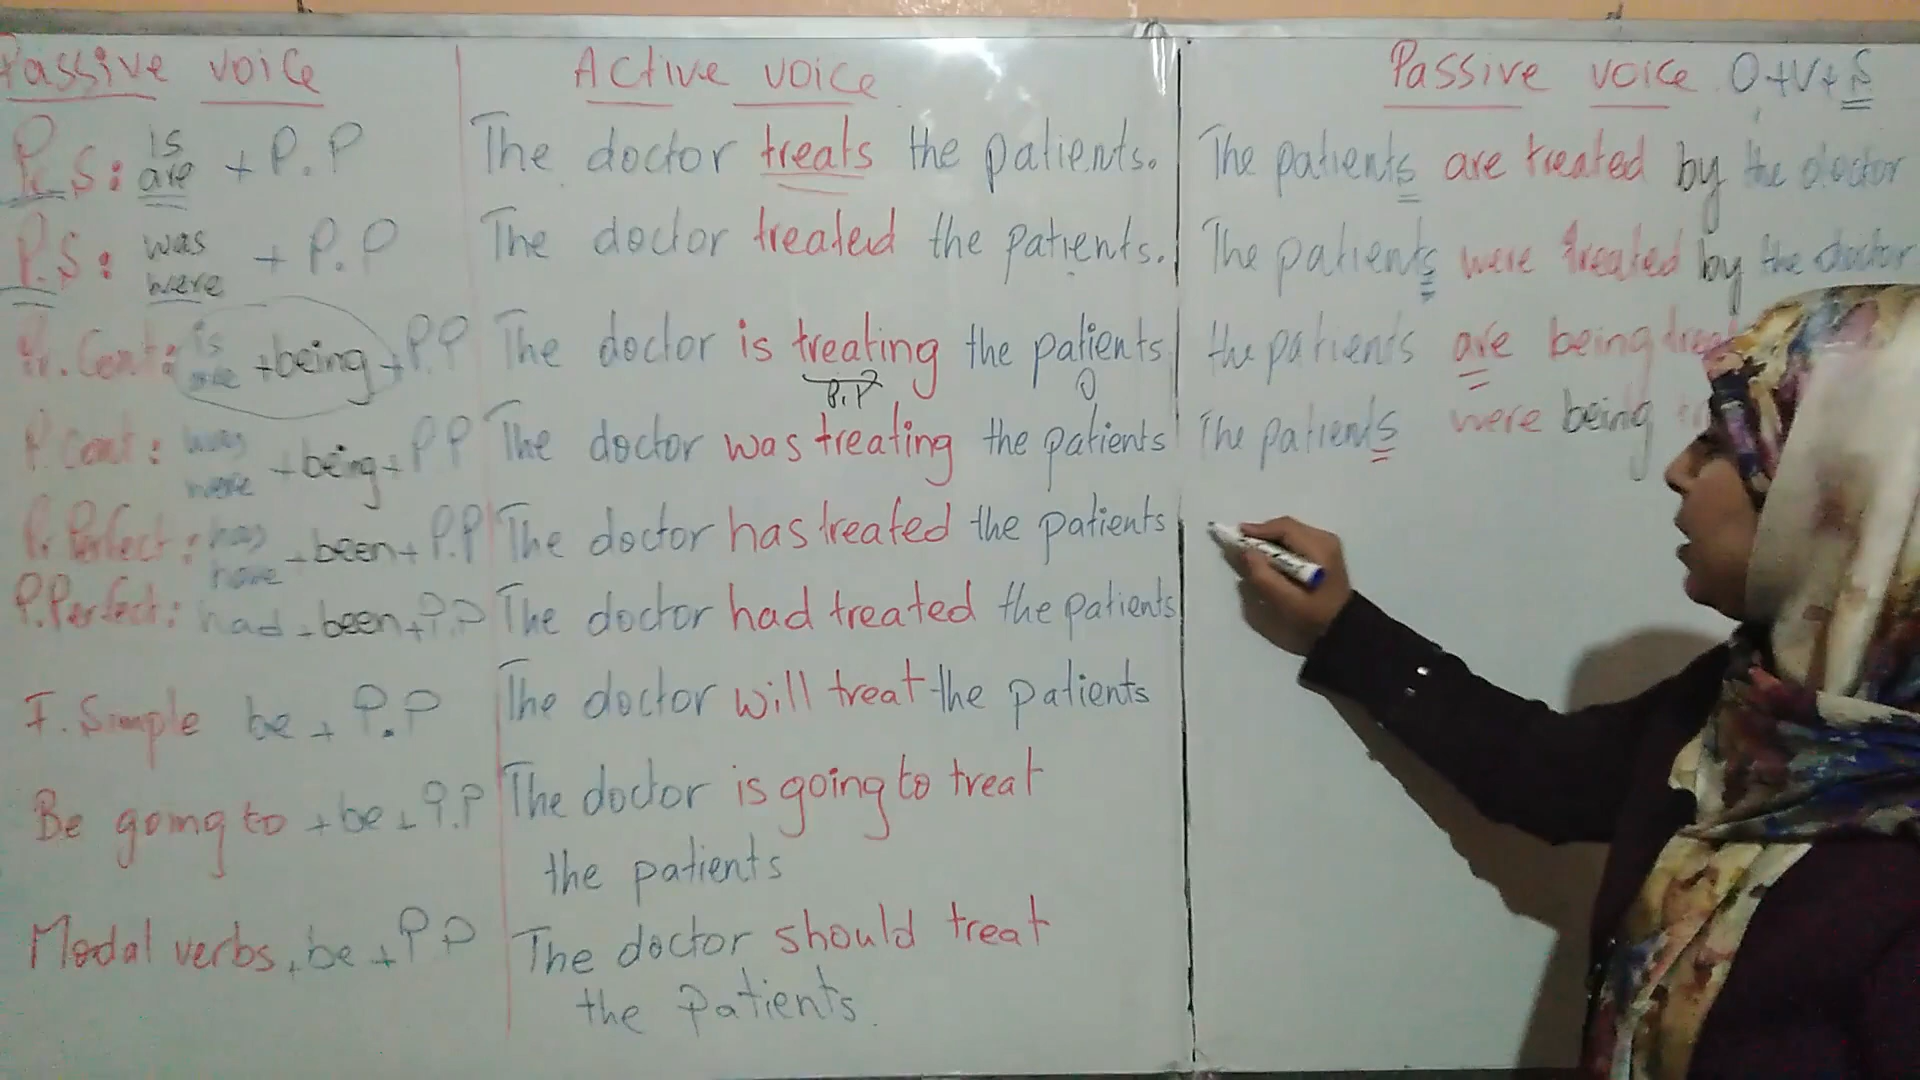 Passive voice
P. S: is
are + P.P
P.S: was
were + P.P
Pr. Cont: is
are +being+P.P
P cont: was
were +being+PP
Pr Perfect: has
have +been+P.P
P.Perfect: had +been+P.P
F. Simple be + P.P
Be going to +be+P.P
Modal verbs + be + PP
Active voice
The doctor treats the patients.
The doctor treated the patients.
The doctor is treating the patients
P.P O
The doctor was treating the patients
The doctor has treated the patients
The doctor had treated the patients
The doctor will treat the patients
The doctor is going to treat
the patients
The doctor should treat
the patients.
Passive voice O+V+S
The patients are treated by the doctor
The patients were treated by the doctor
the patients are being
The patients were being